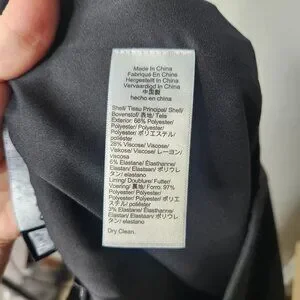 Made In China
Fabriqué En Chine
Hergestellt In China
Vervaardigd In China
中国製
hecho en china
Shell/ Tissu Principal/ Shell/
Bovenstof/ 表地/ Tela
Exterior: 66% Polyester/
Polyester/ Polyester/
Polyester/ ポリエステル/
poliéster
28% Viscose/ Viscose/
Viskose/ Viscose/ レーヨン/
viscosa
6% Elastane/ Élasthanne/
Elastan/ Elastaan/ ポリウレ
タン/ elastano
Lining/ Doublure/ Futter/
Voering/ 裏地/ Forro: 97%
Polyester/ Polyester/
Polyester/ Polyester/ ポリエス
テル/ poliéster
3% Elastane/ Élasthanne/
Elastan/ Elastaan/ ポリウレ
タン/ elastano
Dry Clean.